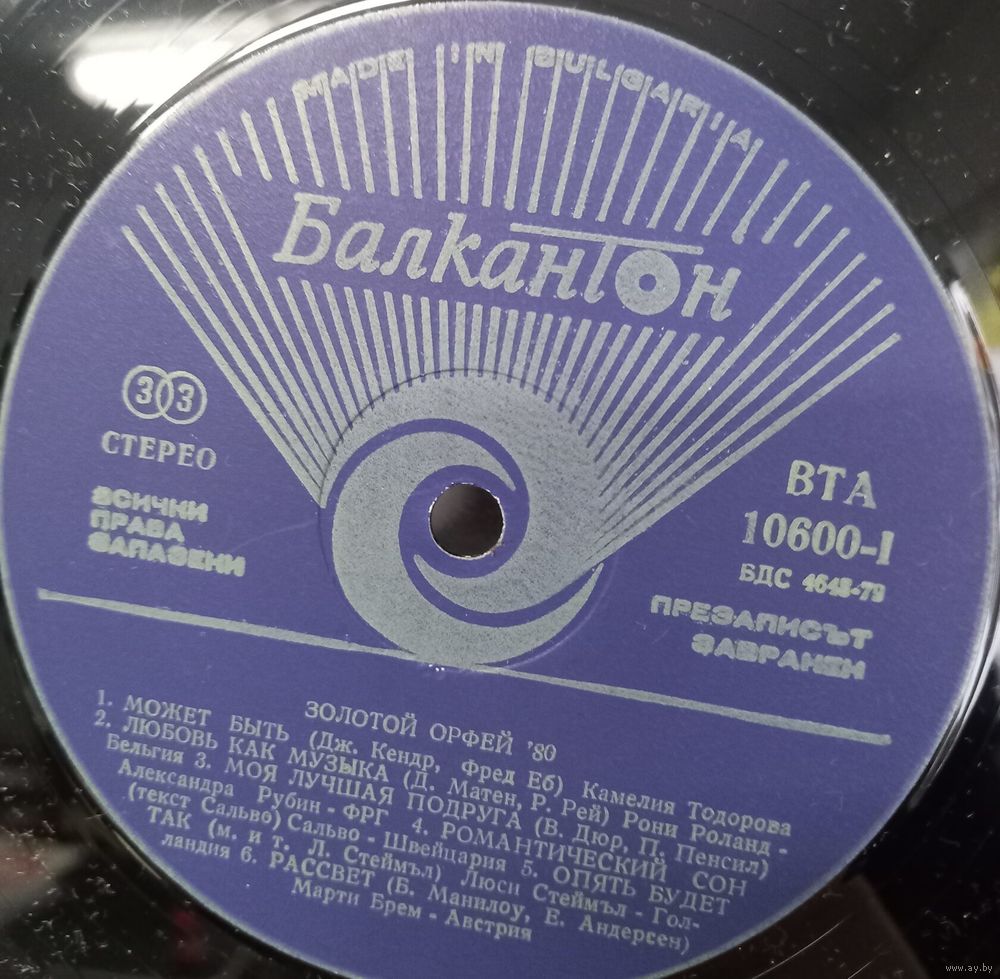 MADE IN BULGARIA
Балкантон
33
СТЕРЕО
ВСИЧКИ
ПРАВА
ЗАПАЗЕНИ
ВТА
10600-I
БДС 4648-79
ПРЕЗАПИСЪТ
ЗАБРАНЕН
ЗОЛОТОЙ ОРФЕЙ '80
1. МОЖЕТ БЫТЬ (Дж. Кендр, Фред Еб) Камелия Тодорова
2. ЛЮБОВЬ КАК МУЗЫКА (Д. Матен, Р. Рей) Рони Роланд -
Бельгия 3. МОЯ ЛУЧШАЯ ПОДРУГА (В. Дюр, П. Пенсил)
Александра Рубин - ФРГ 4. РОМАНТИЧЕСКИЙ СОН
(текст Сальво) Сальво - Швейцария 5. ОПЯТЬ БУДЕТ
ТАК (м. и т. Л. Стеймъл) Люси Стеймъл - Гол-
ландия 6. РАССВЕТ (Б. Манилоу, Е. Андерсен)
Марти Брем - Австрия
www.ay.by